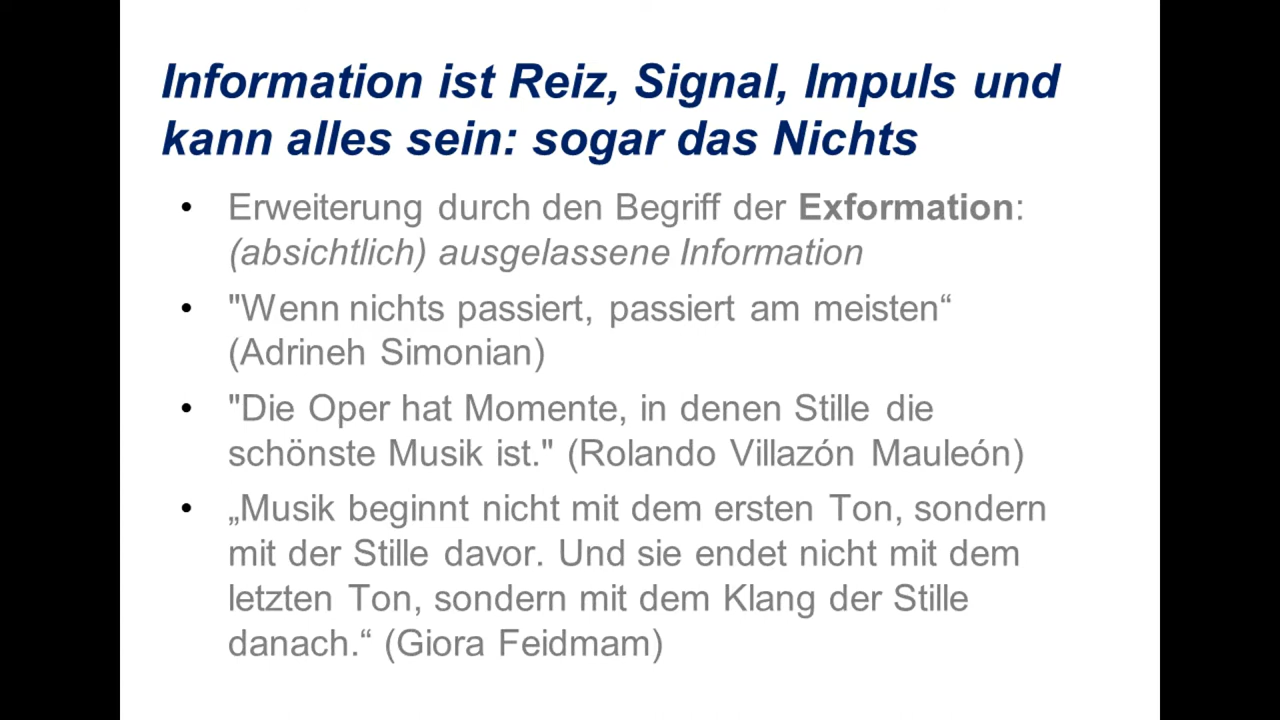 Information ist Reiz, Signal, Impuls und
kann alles sein: sogar das Nichts
• Erweiterung durch den Begriff der Exformation:
(absichtlich) ausgelassene Information
• "Wenn nichts passiert, passiert am meisten“
(Adrineh Simonian)
• "Die Oper hat Momente, in denen Stille die
schönste Musik ist." (Rolando Villazón Mauleón)
• „Musik beginnt nicht mit dem ersten Ton, sondern
mit der Stille davor. Und sie endet nicht mit dem
letzten Ton, sondern mit dem Klang der Stille
danach.“ (Giora Feidmam)